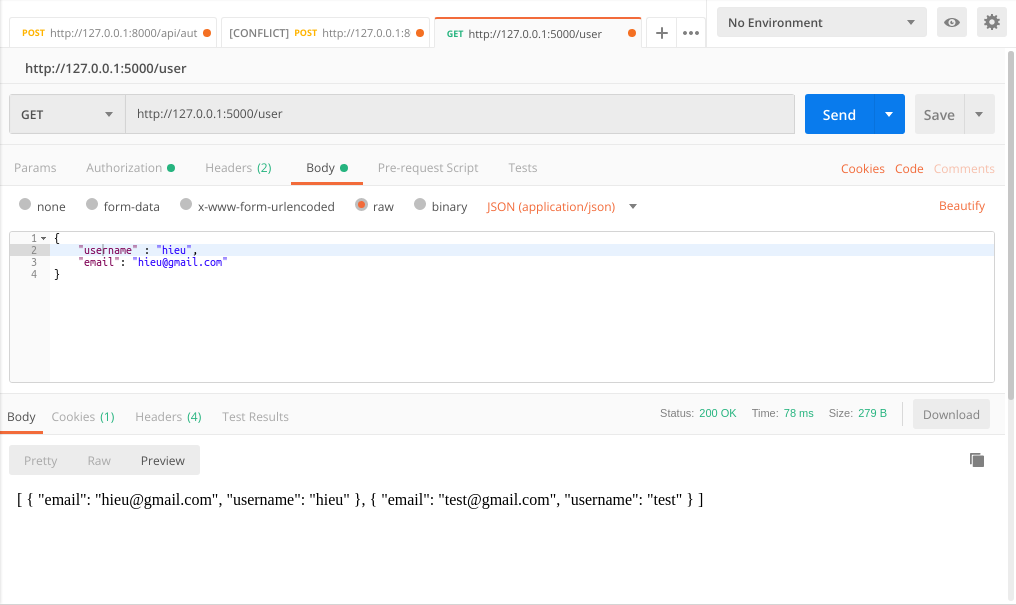 POST http://127.0.0.1:8000/api/aut [CONFLICT] POST http://127.0.0.1:8 GET http://127.0.0.1:5000/user No Environment
http://127.0.0.1:5000/user
GET http://127.0.0.1:5000/user Send Save
Params Authorization Headers (2) Body Pre-request Script Tests Cookies Code Comments
none form-data x-www-form-urlencoded raw binary JSON (application/json) Beautify
1 {
2 "username" : "hieu",
3 "email": "hieu@gmail.com"
4 }
Body Cookies (1) Headers (4) Test Results Status: 200 OK Time: 78 ms Size: 279 B Download
Pretty Raw Preview
[ { "email": "hieu@gmail.com", "username": "hieu" }, { "email": "test@gmail.com", "username": "test" } ]